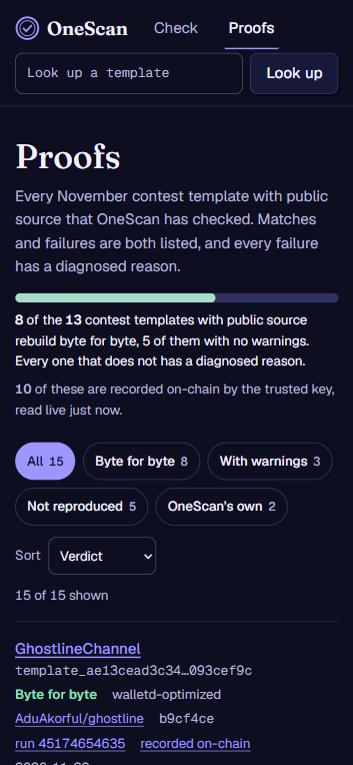 OneScan Check Proofs
Look up a template Look up
Proofs
Every November contest template with public
source that OneScan has checked. Matches
and failures are both listed, and every failure
has a diagnosed reason.
8 of the 13 contest templates with public source
rebuild byte for byte, 5 of them with no warnings.
Every one that does not has a diagnosed reason.
10 of these are recorded on-chain by the trusted key,
read live just now.
All 15 Byte for byte 8 With warnings 3
Not reproduced 5 OneScan's own 2
Sort Verdict
15 of 15 shown
GhostlineChannel
template_ae13cead3c34…093cef9c
Byte for byte walletd-optimized
AduAkorful/ghostline b9cf4ce
run 45174654635 recorded on-chain